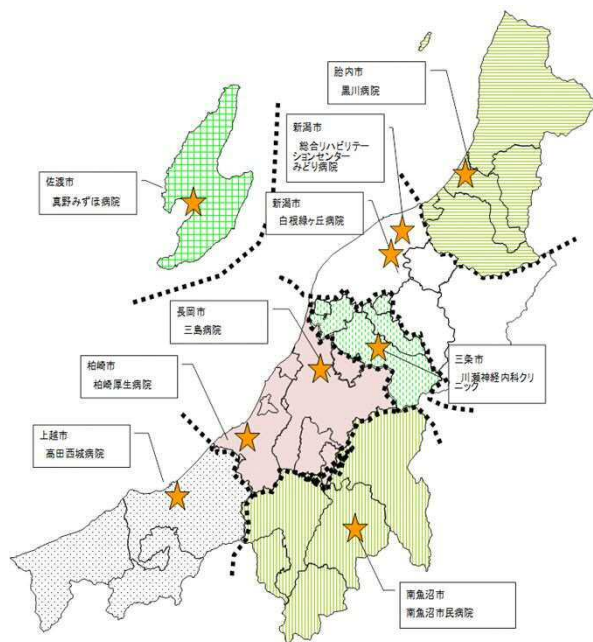 胎内市
黒川病院
新潟市
総合リハビリテー
ションセンター
みどり病院
佐渡市
真野みずほ病院
新潟市
白根緑ヶ丘病院
長岡市
三島病院
三条市
川瀬神経内科クリ
ニック
柏崎市
柏崎厚生病院
上越市
高田西城病院
南魚沼市
南魚沼市民病院